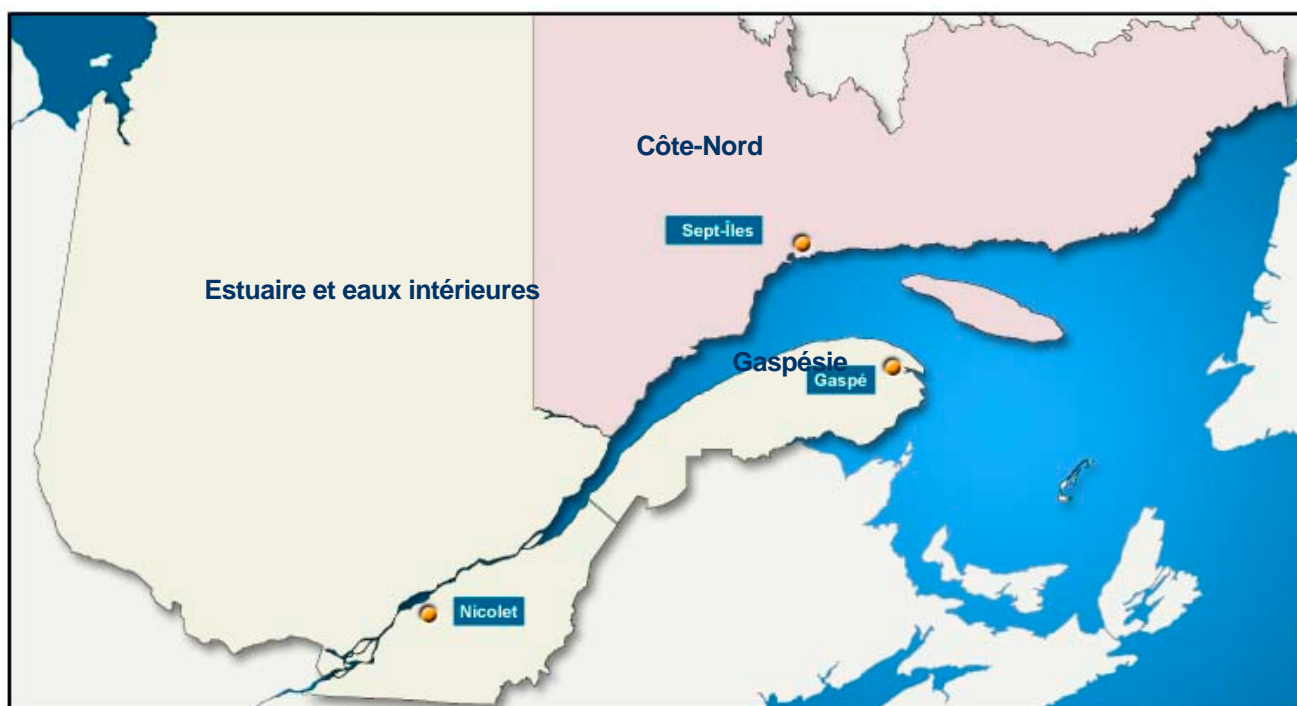 Côte-Nord
Sept-Îles
Estuaire et eaux intérieures
Gaspésie
Gaspé
Nicolet